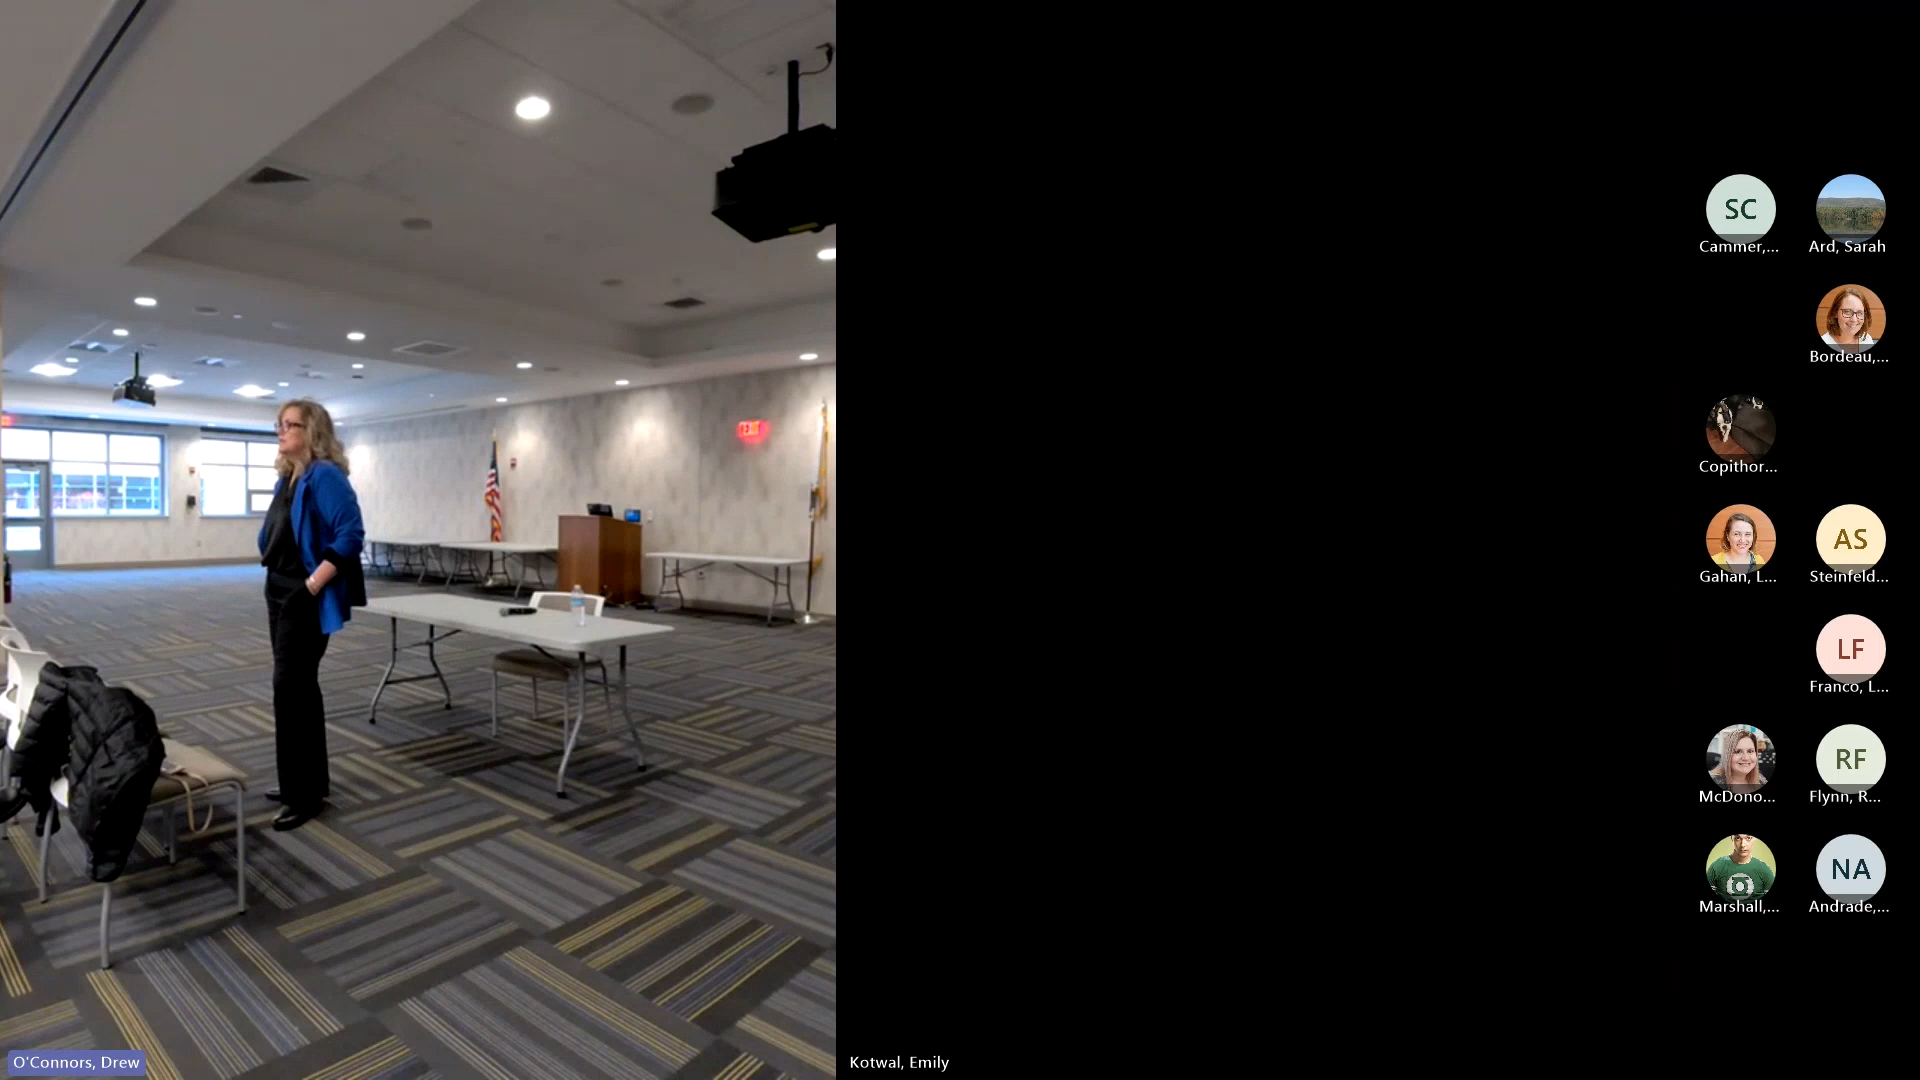 EXIT
SC
Cammer,...
Ard, Sarah
Bordeau,...
Copithor...
Gahan, L...
AS
Steinfeld...
LF
Franco, L...
McDono...
RF
Flynn, R...
Marshall,...
NA
Andrade,...
O'Connors, Drew
Kotwal, Emily